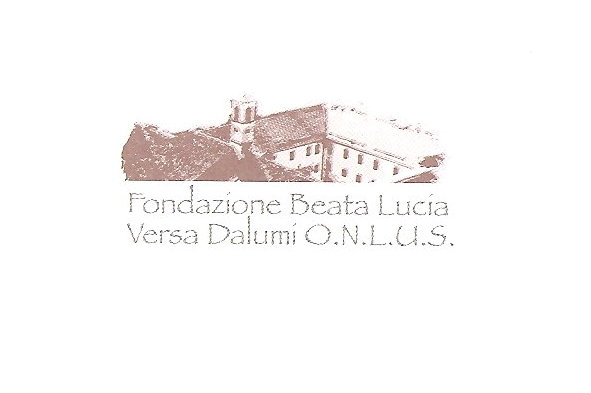 Fondazione Beata Lucia
Versa Dalumi O.N.L.U.S.